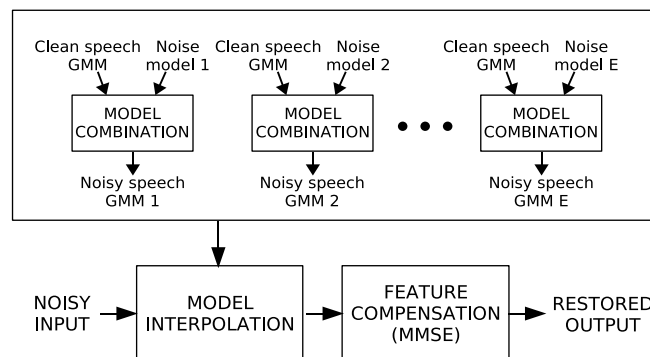 Clean speech
GMM
Noise
model 1
Clean speech
GMM
Noise
model 2
Clean speech
GMM
Noise
model E
MODEL
COMBINATION
MODEL
COMBINATION
MODEL
COMBINATION
Noisy speech
GMM 1
Noisy speech
GMM 2
Noisy speech
GMM E
NOISY
INPUT
MODEL
INTERPOLATION
FEATURE
COMPENSATION
(MMSE)
RESTORED
OUTPUT